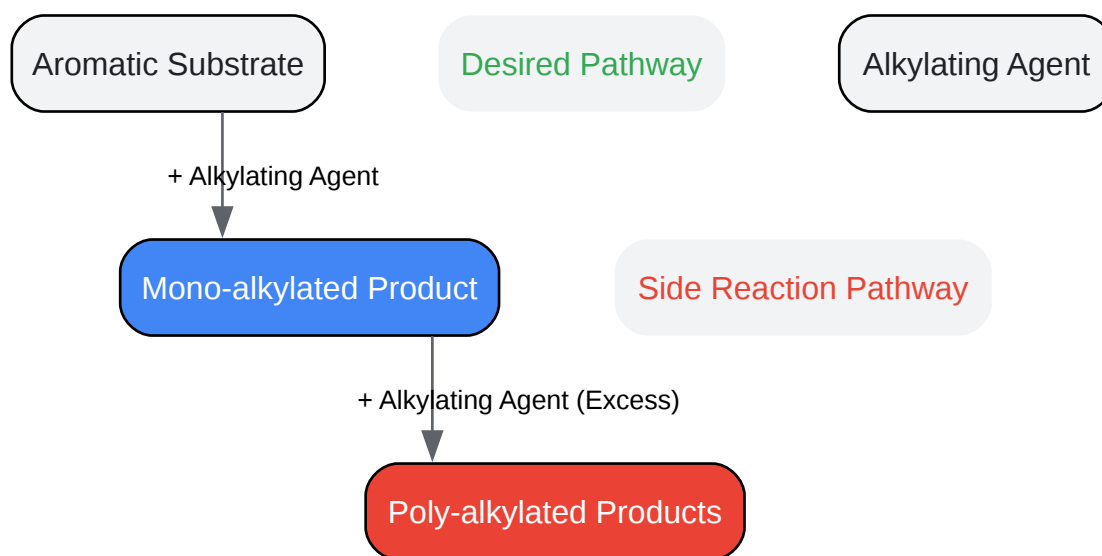 Aromatic Substrate
Desired Pathway
Alkylating Agent
+ Alkylating Agent
Mono-alkylated Product
Side Reaction Pathway
+ Alkylating Agent (Excess)
Poly-alkylated Products